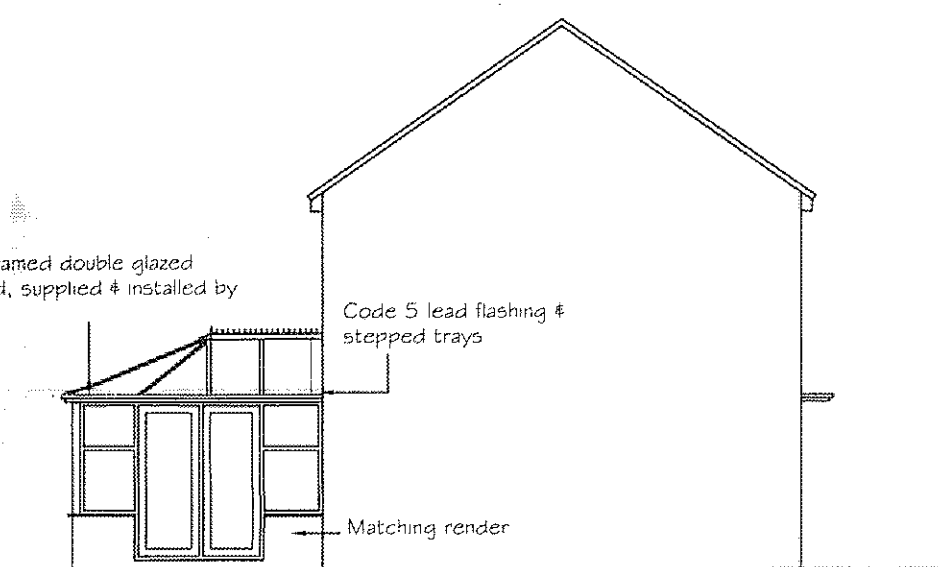 amed double glazed
d, supplied & installed by
Code 5 lead flashing &
stepped trays
Matching render